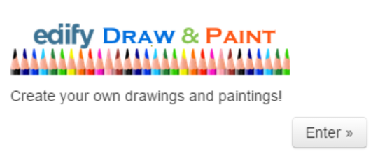 edify DRAW & PAINT
Create your own drawings and paintings!
Enter »